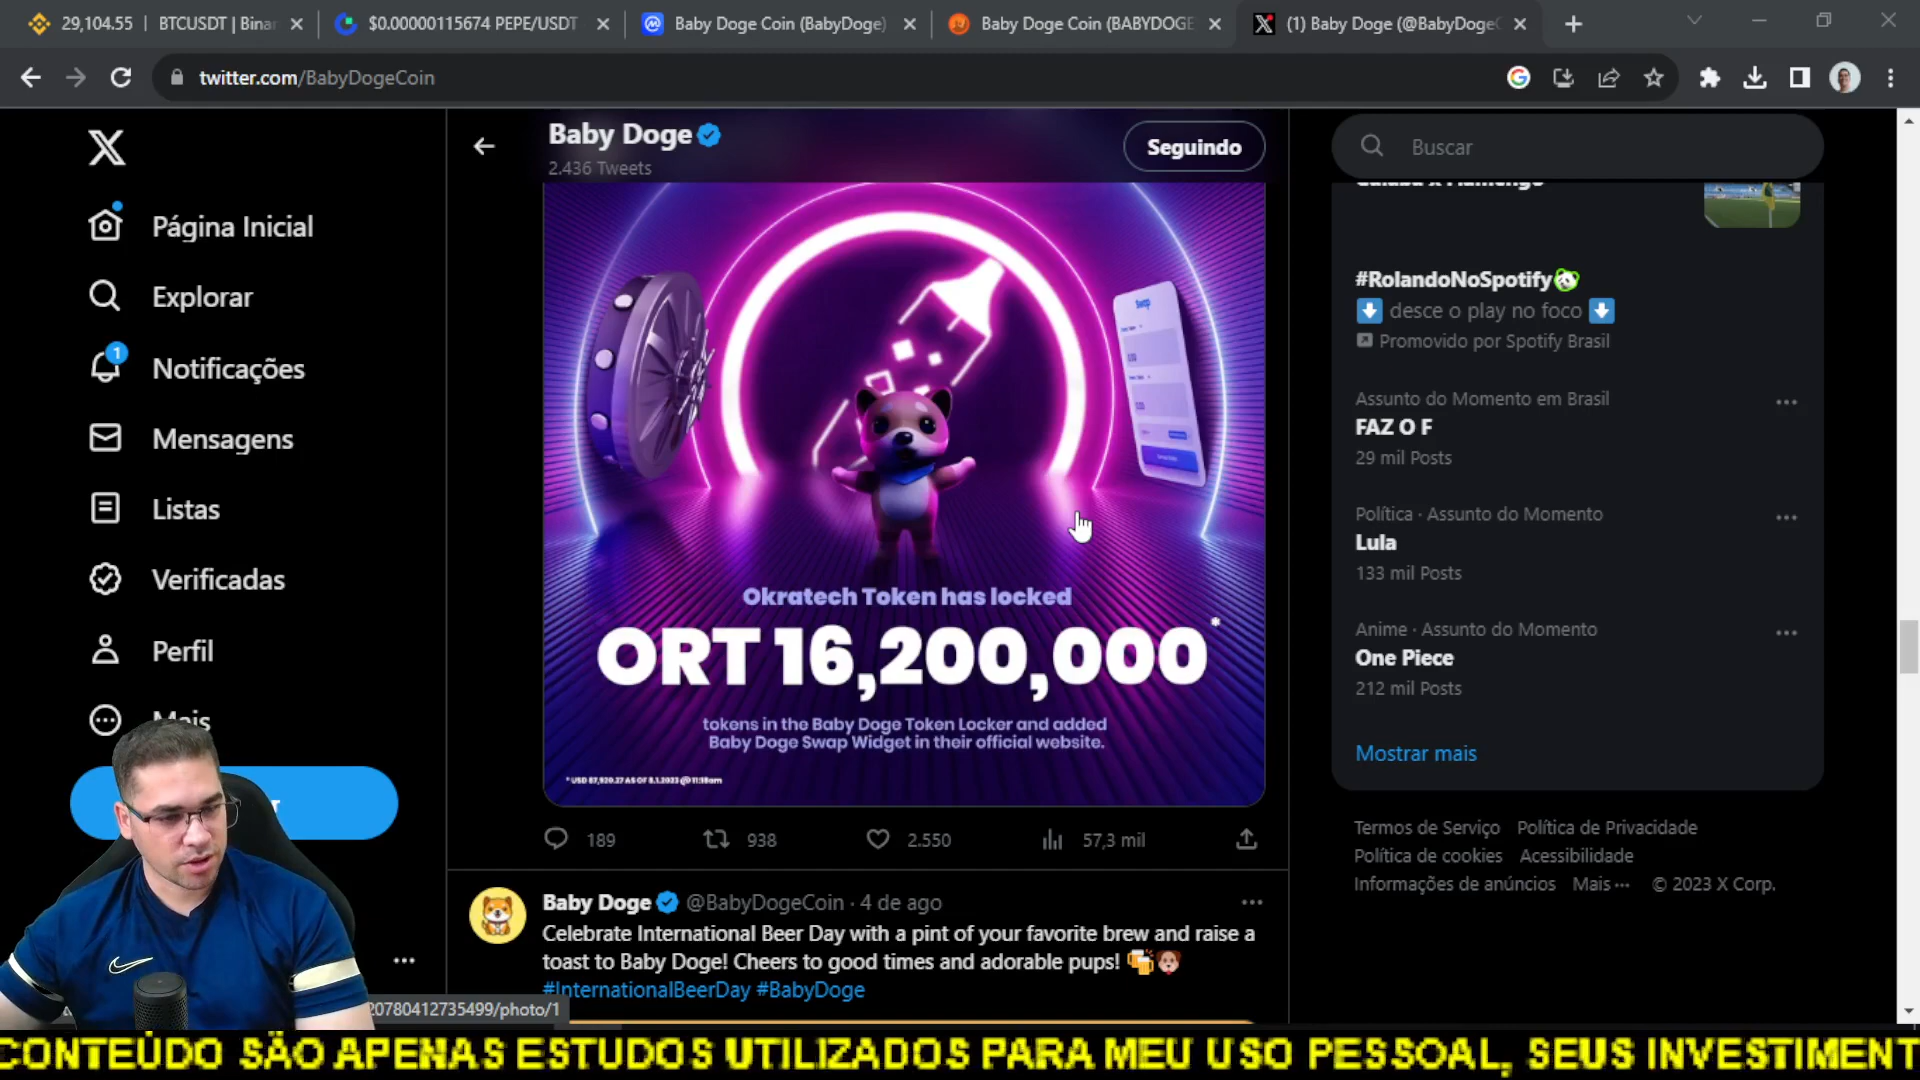 29,104.55 | BTCUSDT | Binan
$0.00000115674 PEPE/USDT
Baby Doge Coin (BabyDoge)
Baby Doge Coin (BABYDOGE
(1) Baby Doge (@BabyDogeC
twitter.com/BabyDogeCoin
Baby Doge
2.436 Tweets
Seguindo
Buscar
Página Inicial
Explorar
1
Notificações
Mensagens
Listas
Verificadas
Perfil
Mais
Swap
Okratech Token has locked
ORT 16,200,000*
tokens in the Baby Doge Token Locker and added
Baby Doge Swap Widget in their official website.
189
938
2.550
57,3 mil
Baby Doge @BabyDogeCoin · 4 de ago
Celebrate International Beer Day with a pint of your favorite brew and raise a
toast to Baby Doge! Cheers to good times and adorable pups! 🍻🐶
#InternationalBeerDay #BabyDoge
20780412735499/photo/1
#RolandoNoSpotify
⬇️ desce o play no foco ⬇️
Promovido por Spotify Brasil
Assunto do Momento em Brasil
FAZ O F
29 mil Posts
Política · Assunto do Momento
Lula
133 mil Posts
Anime · Assunto do Momento
One Piece
212 mil Posts
Mostrar mais
Termos de Serviço Política de Privacidade
Política de cookies Acessibilidade
Informações de anúncios Mais ··· © 2023 X Corp.
CONTEÚDO SÃO APENAS ESTUDOS UTILIZADOS PARA MEU USO PESSOAL, SEUS INVESTIMENT